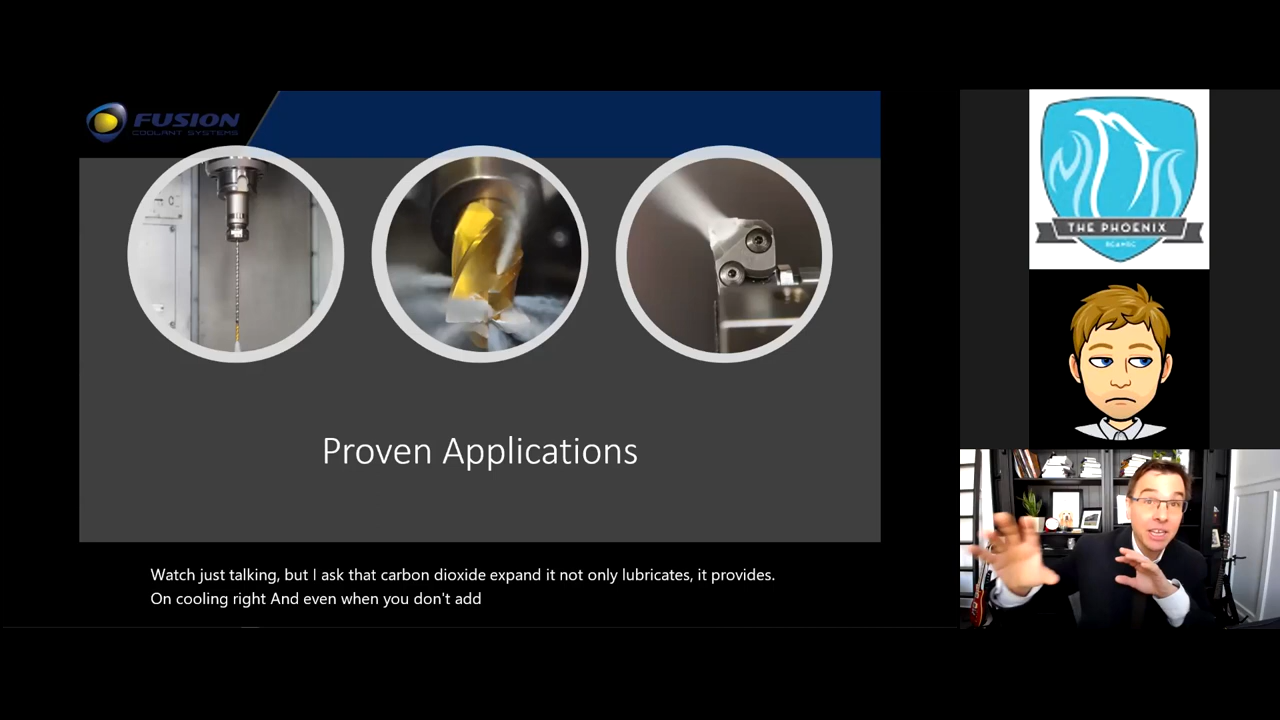 FUSION
COOLANT SYSTEMS
THE PHOENIX
Proven Applications
Watch just talking, but I ask that carbon dioxide expand it not only lubricates, it provides.
On cooling right And even when you don't add